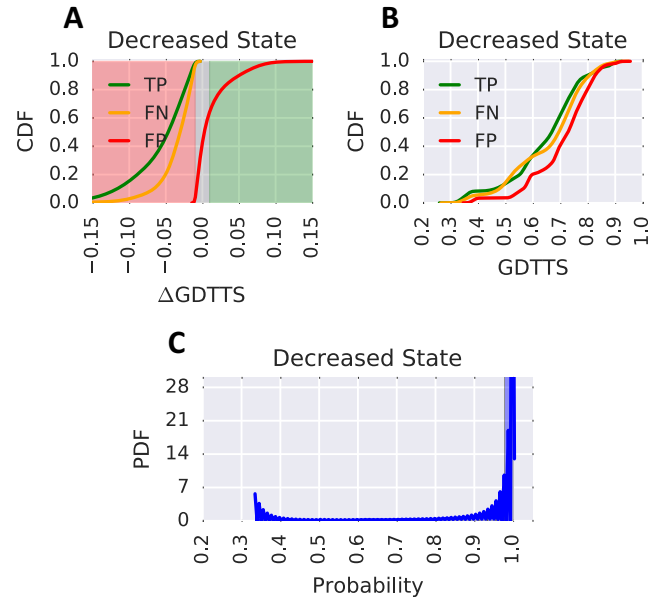 A
Decreased State
CDF
1.0
0.8
0.6
0.4
0.2
0.0
TP
FN
FP
−0.15
−0.10
−0.05
0.00
0.05
0.10
0.15
ΔGDTTS
B
Decreased State
CDF
1.0
0.8
0.6
0.4
0.2
0.0
TP
FN
FP
0.2
0.3
0.4
0.5
0.6
0.7
0.8
0.9
1.0
GDTTS
C
Decreased State
PDF
28
21
14
7
0
0.2
0.3
0.4
0.5
0.6
0.7
0.8
0.9
1.0
Probability